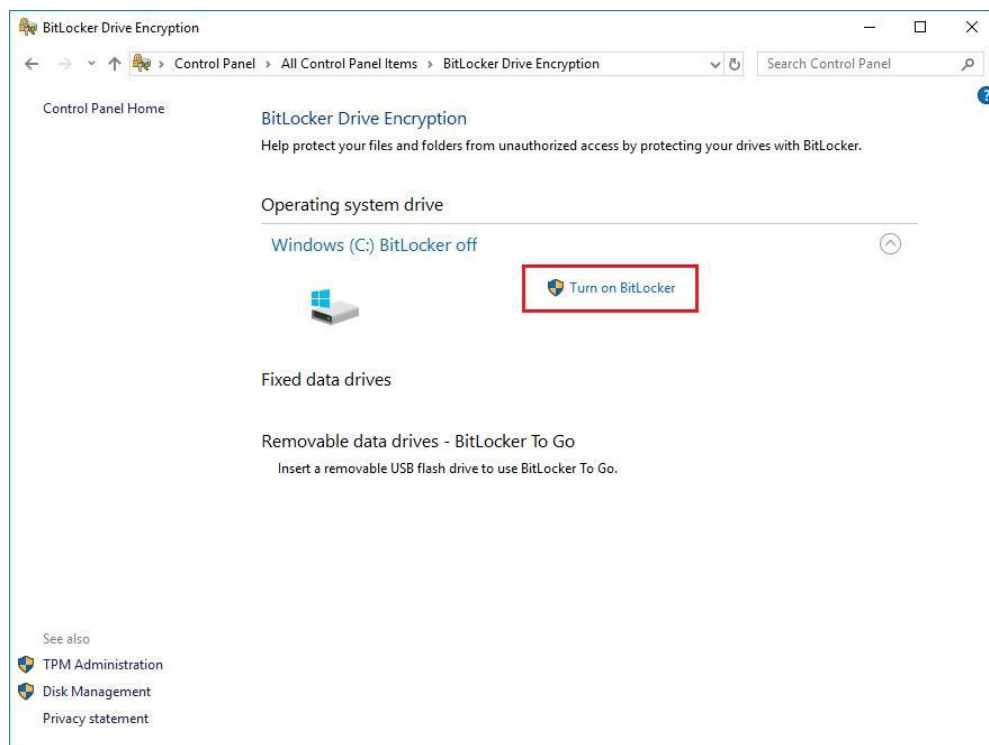 BitLocker Drive Encryption
Control Panel > All Control Panel Items > BitLocker Drive Encryption
Search Control Panel
?
Control Panel Home
BitLocker Drive Encryption
Help protect your files and folders from unauthorized access by protecting your drives with BitLocker.
Operating system drive
Windows (C:) BitLocker off
Turn on BitLocker
Fixed data drives
Removable data drives - BitLocker To Go
Insert a removable USB flash drive to use BitLocker To Go.
See also
TPM Administration
Disk Management
Privacy statement